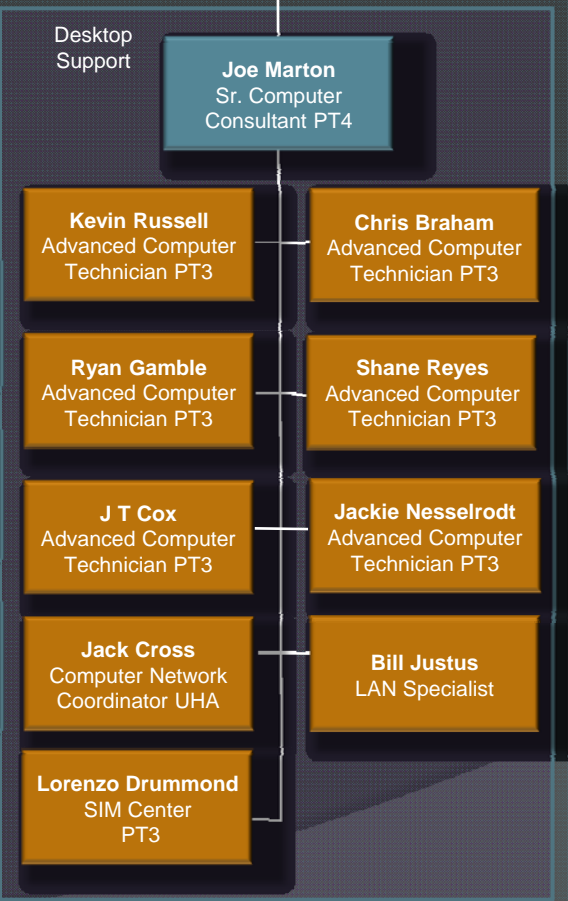 Desktop
Support
Joe Marton
Sr. Computer
Consultant PT4
Kevin Russell
Advanced Computer
Technician PT3
Chris Braham
Advanced Computer
Technician PT3
Ryan Gamble
Advanced Computer
Technician PT3
Shane Reyes
Advanced Computer
Technician PT3
J T Cox
Advanced Computer
Technician PT3
Jackie Nesselrodt
Advanced Computer
Technician PT3
Jack Cross
Computer Network
Coordinator UHA
Bill Justus
LAN Specialist
Lorenzo Drummond
SIM Center
PT3